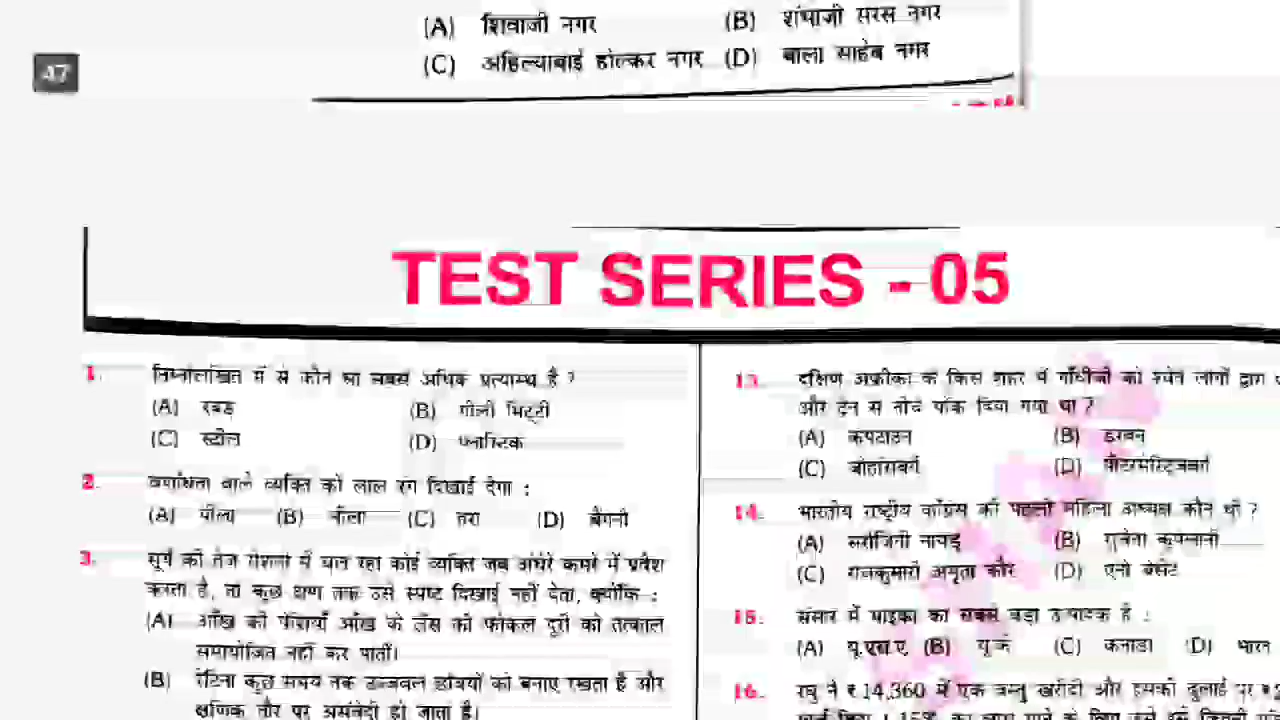 (A) शिवाजी नगर (B) शंभाजी सरस नगर
(C) अहिल्याबाई होल्कर नगर (D) बाला साहेब नगर
47
TEST SERIES - 05
1. निम्नलिखित में से कौन सा सबसे अधिक प्रत्यास्थ है ?
(A) रबड़ (B) गीली मिट्टी
(C) स्टील (D) प्लास्टिक
2. वर्णांधता वाले व्यक्ति को लाल रंग दिखाई देगा :
(A) पीला (B) नीला (C) हरा (D) बैंगनी
3. सूर्य की तेज रोशनी में चल रहा कोई व्यक्ति जब अंधेरे कमरे में प्रवेश
करता है, तो कुछ क्षण तक उसे स्पष्ट दिखाई नहीं देता, क्योंकि :
(A) आँख की पेशियाँ आँख के लेंस की फोकल दूरी को तत्काल
समायोजित नहीं कर पातीं।
(B) रेटिना कुछ समय तक उज्जवल छवियों को बनाए रखता है और
क्षणिक तौर पर असंवेदी हो जाता है।
13. दक्षिण अफ्रीका के किस शहर में गाँधीजी को श्वेत लोगों द्वारा
और ट्रेन से नीचे फेंक दिया गया था ?
(A) केपटाउन (B) डरबन
(C) जोहांसबर्ग (D) पीटरमेरिट्जबर्ग
14. भारतीय राष्ट्रीय काँग्रेस की पहली महिला अध्यक्ष कौन थीं ?
(A) सरोजिनी नायडू (B) सुचेता कृपलानी
(C) राजकुमारी अमृता कौर (D) एनी बेसेंट
15. संसार में माइका का सबसे बड़ा उत्पादक है :
(A) यू.एस.ए. (B) यू.के. (C) कनाडा (D) भारत
16. रघु ने ₹ 14,360 में एक वस्तु खरीदी और इसकी ढुलाई पर